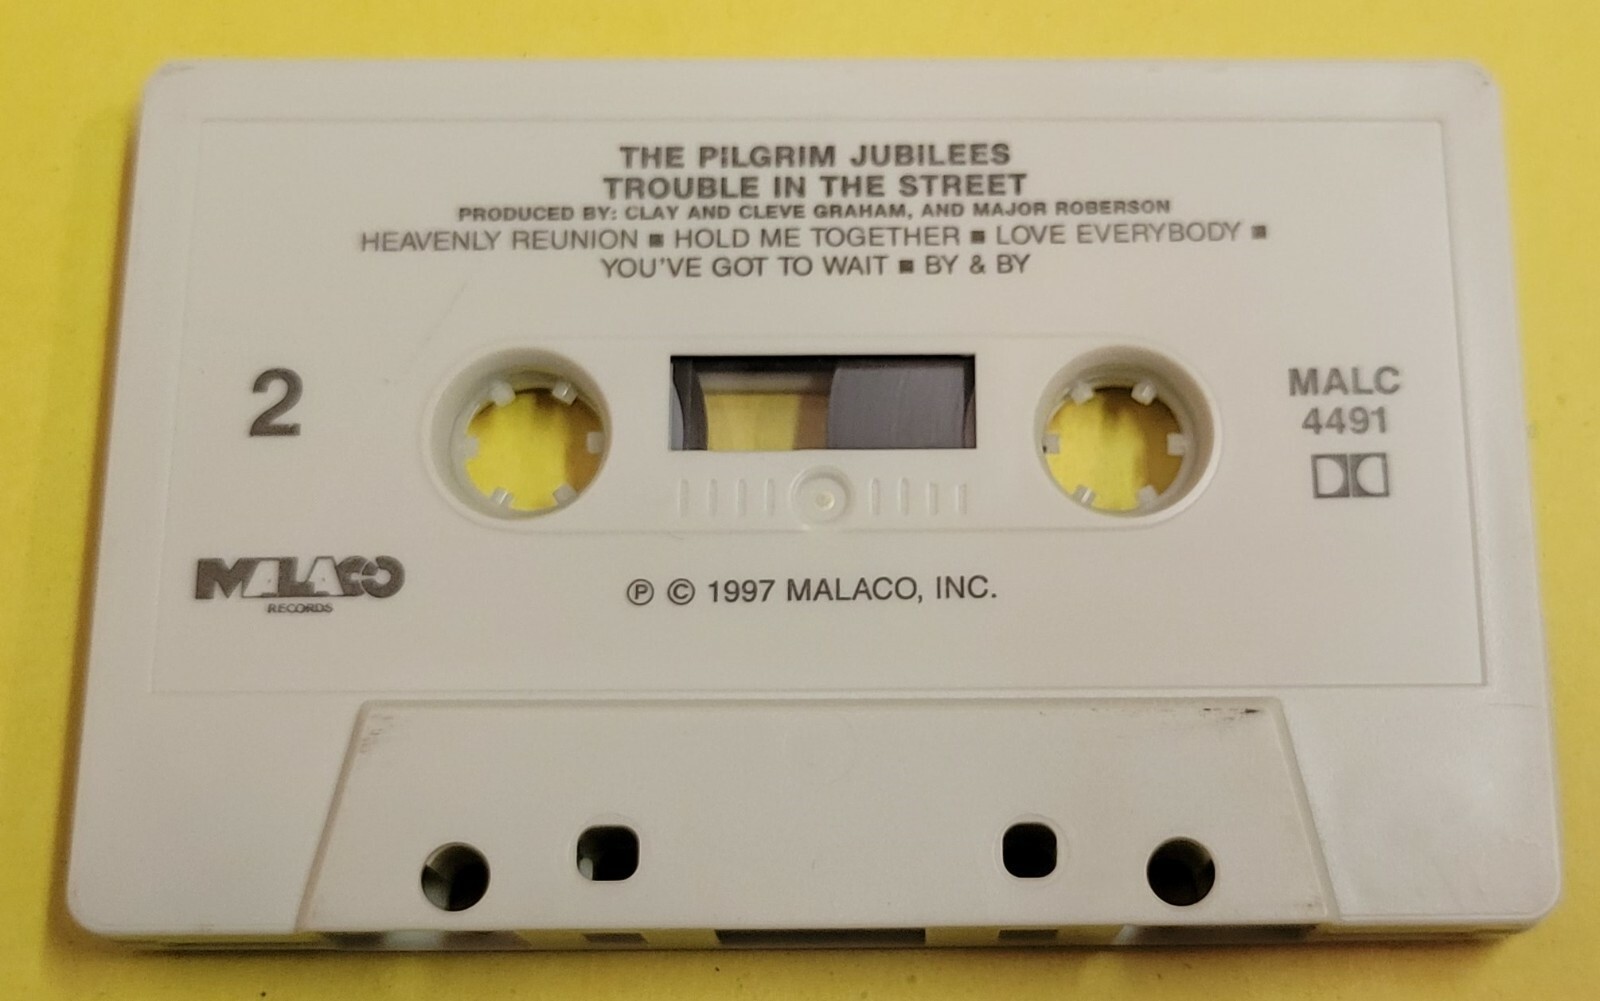 THE PILGRIM JUBILEES
TROUBLE IN THE STREET
PRODUCED BY: CLAY AND CLEVE GRAHAM, AND MAJOR ROBERSON
HEAVENLY REUNION ■ HOLD ME TOGETHER ■ LOVE EVERYBODY ■
YOU'VE GOT TO WAIT ■ BY & BY
2
MALC
4491
MALACO
RECORDS
℗ © 1997 MALACO, INC.